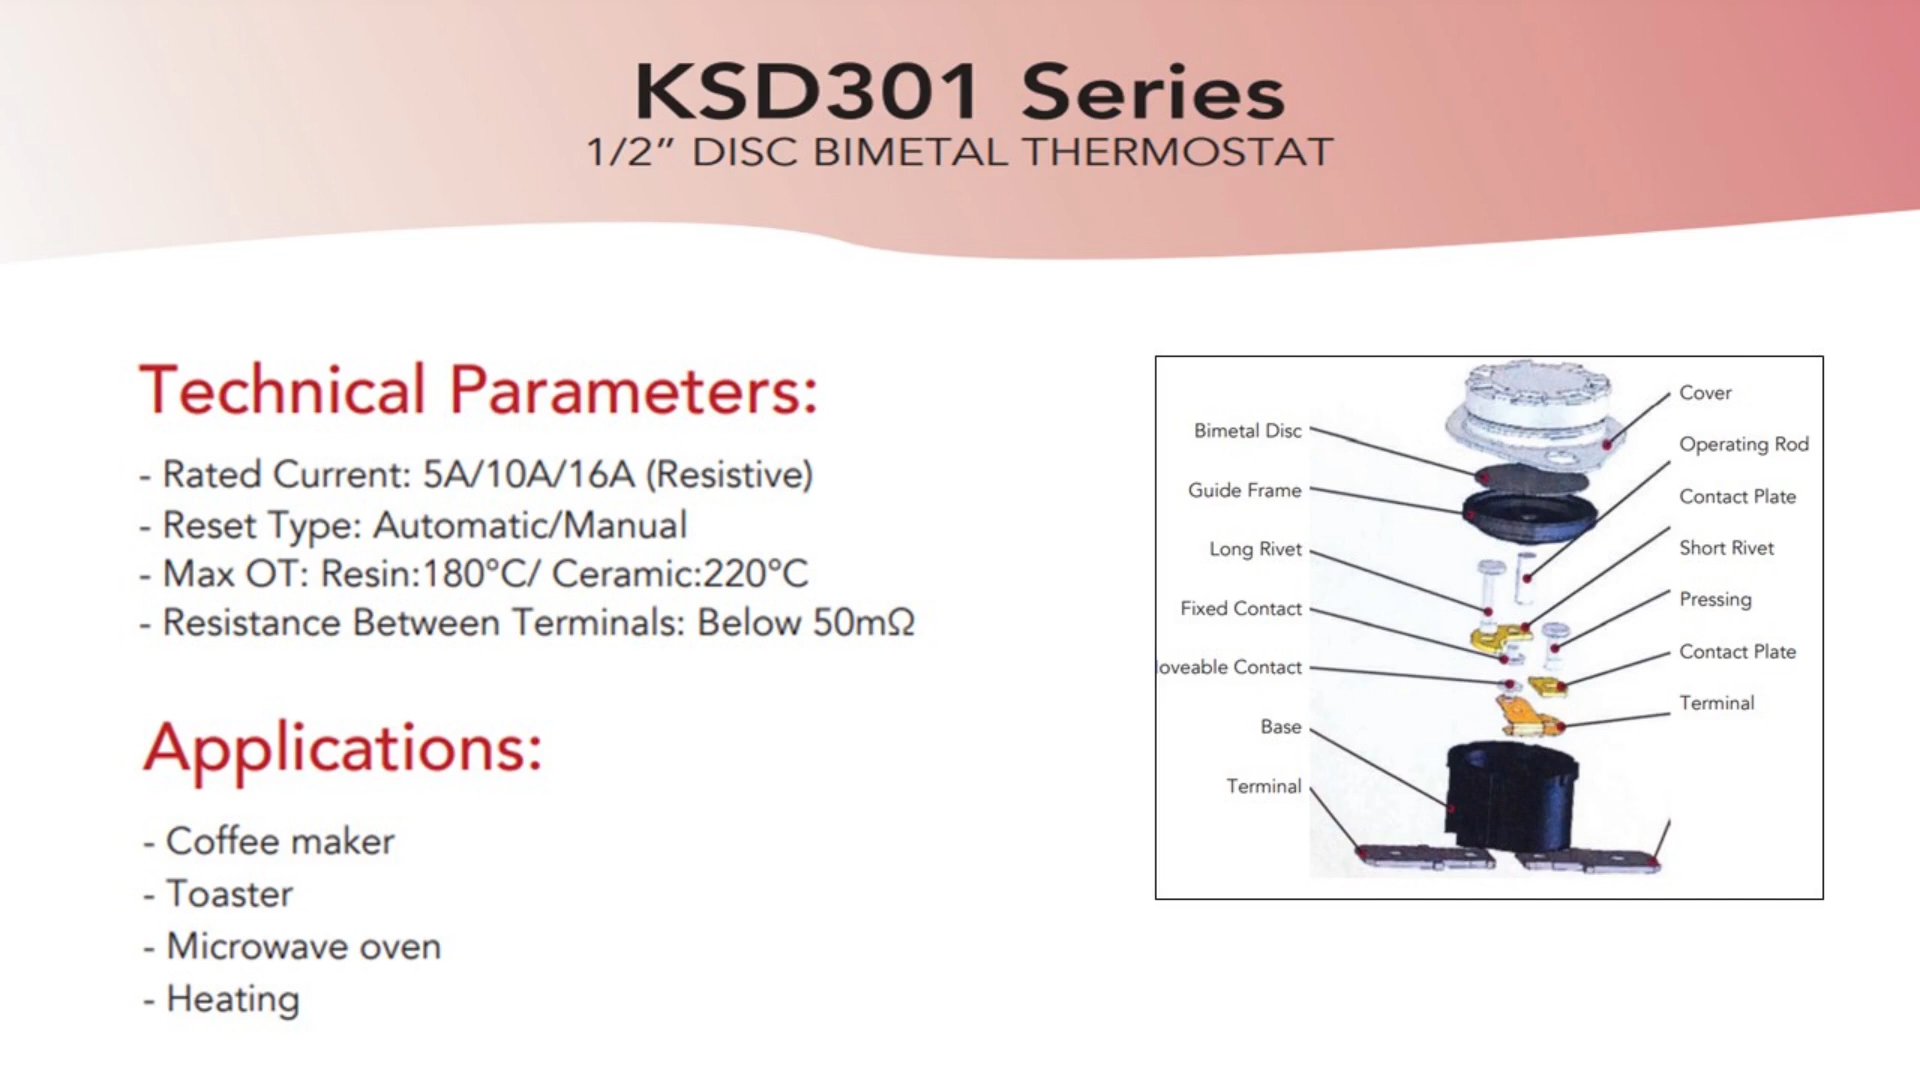 KSD301 Series
1/2” DISC BIMETAL THERMOSTAT
Technical Parameters:
- Rated Current: 5A/10A/16A (Resistive)
- Reset Type: Automatic/Manual
- Max OT: Resin:180°C/ Ceramic:220°C
- Resistance Between Terminals: Below 50mΩ
Applications:
- Coffee maker
- Toaster
- Microwave oven
- Heating
Bimetal Disc
Guide Frame
Long Rivet
Fixed Contact
loveable Contact
Base
Terminal
Cover
Operating Rod
Contact Plate
Short Rivet
Pressing
Contact Plate
Terminal